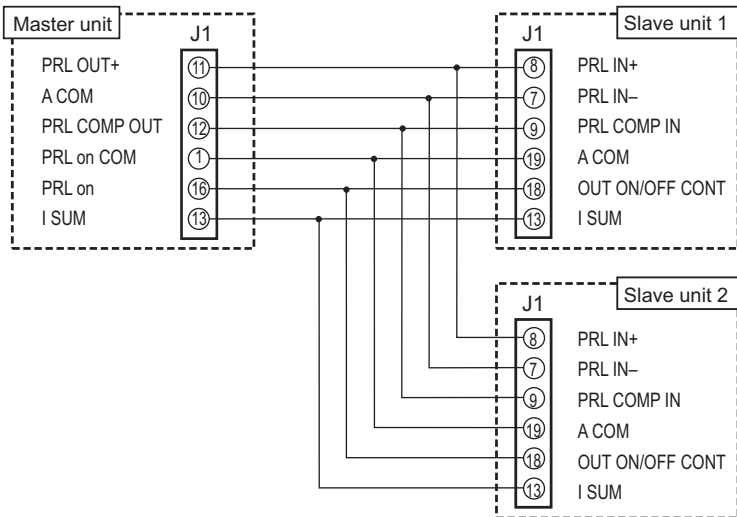 Master unit
J1
PRL OUT+ 11
A COM 10
PRL COMP OUT 12
PRL on COM 1
PRL on 16
I SUM 13
Slave unit 1
J1
8 PRL IN+
7 PRL IN–
9 PRL COMP IN
19 A COM
18 OUT ON/OFF CONT
13 I SUM
Slave unit 2
J1
8 PRL IN+
7 PRL IN–
9 PRL COMP IN
19 A COM
18 OUT ON/OFF CONT
13 I SUM